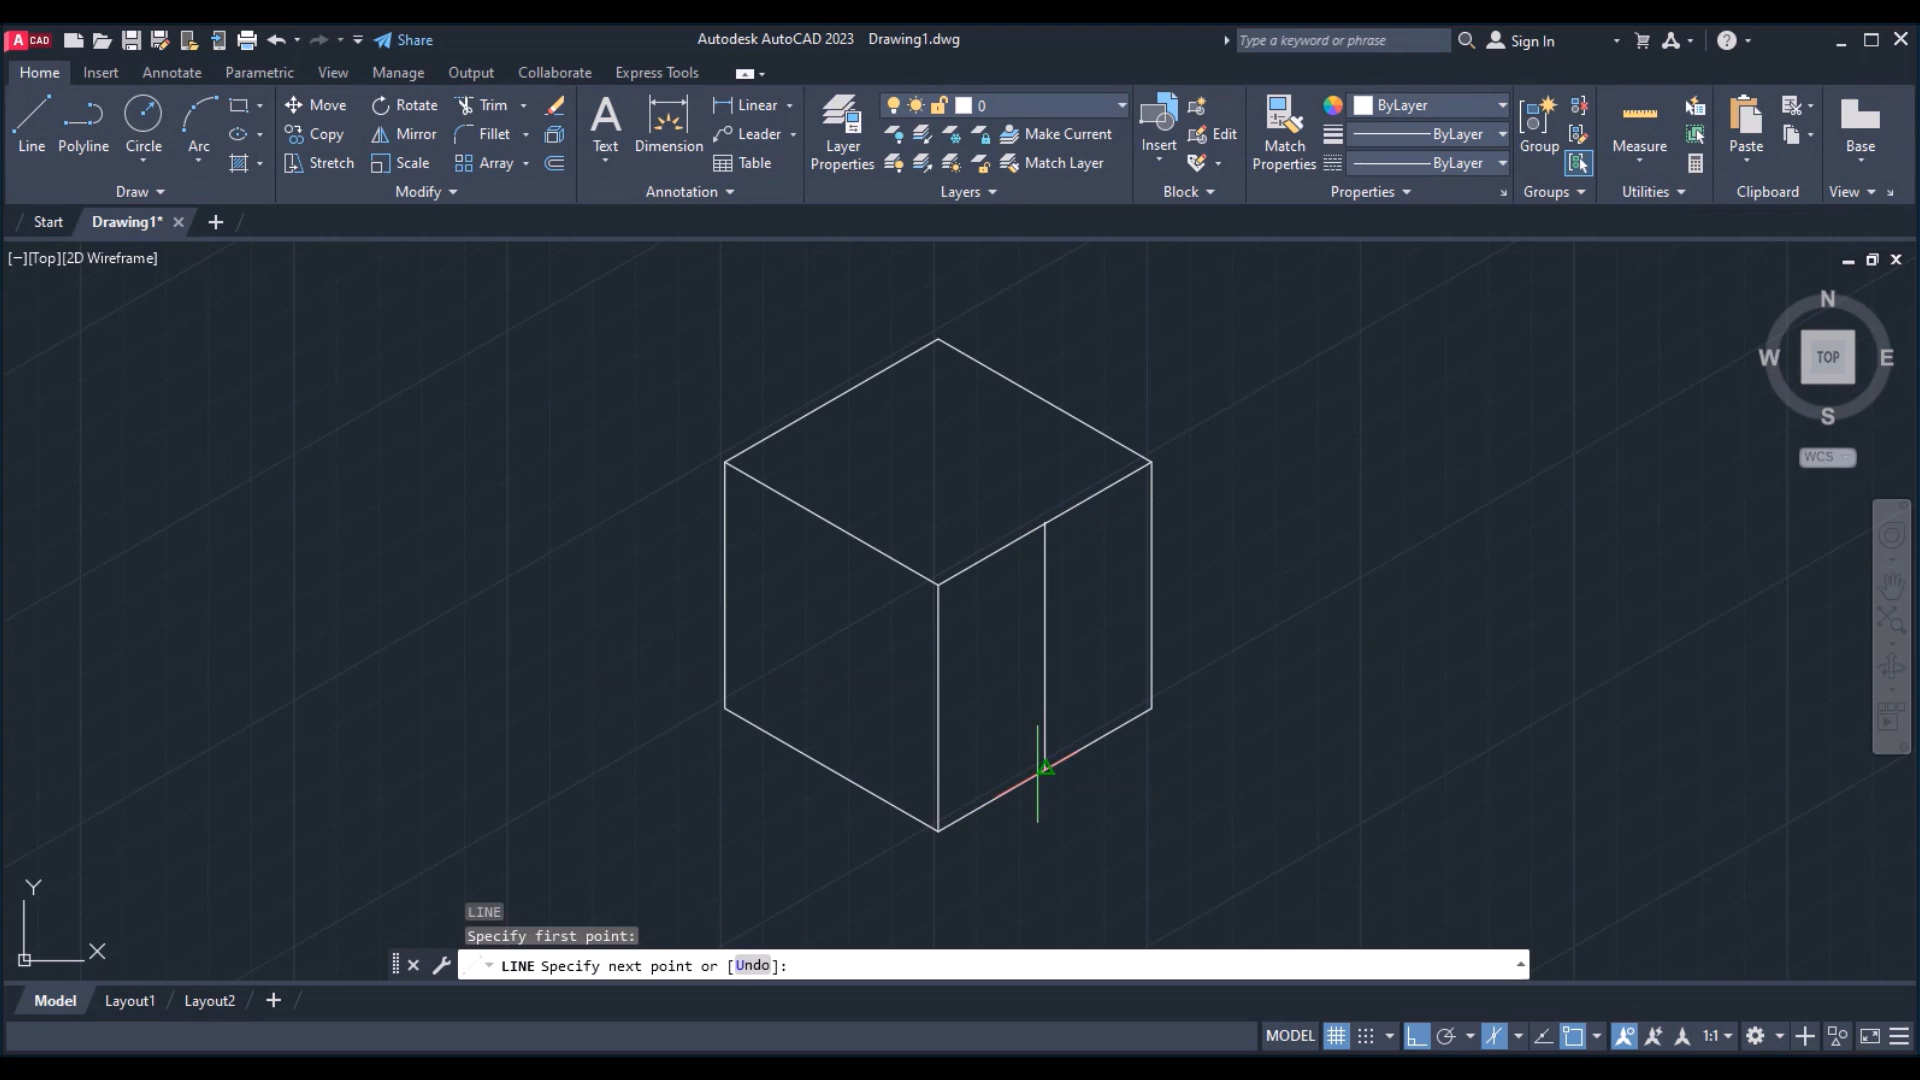 A CAD Share Autodesk AutoCAD 2023 Drawing1.dwg Type a keyword or phrase Sign In
Home Insert Annotate Parametric View Manage Output Collaborate Express Tools
Line Polyline Circle Arc
Move Rotate Trim
Copy Mirror Fillet
Stretch Scale Array
Text Dimension
Linear
Leader
Table
Layer Properties
0
Make Current
Match Layer
Insert
Edit
Match Properties
ByLayer
ByLayer
ByLayer
Group
Measure
Paste
Base
Draw Modify Annotation Layers Block Properties Groups Utilities Clipboard View
Start Drawing1*
[−][Top][2D Wireframe]
N
W TOP E
S
WCS
Y
X
LINE
Specify first point:
LINE Specify next point or [Undo]:
Model Layout1 Layout2
MODEL 1:1